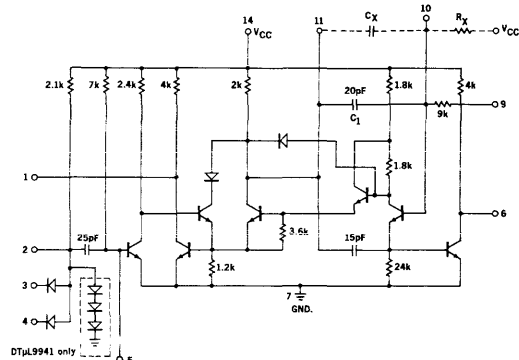 14
VCC
11
CX
10
RX
VCC
2.1k
7k
2.4k
4k
2k
20pF
C1
1.8k
4k
9k
9
1.8k
1
6
3.6k
25pF
15pF
2
1.2k
24k
3
7
GND.
4
DTμL9941 only
5